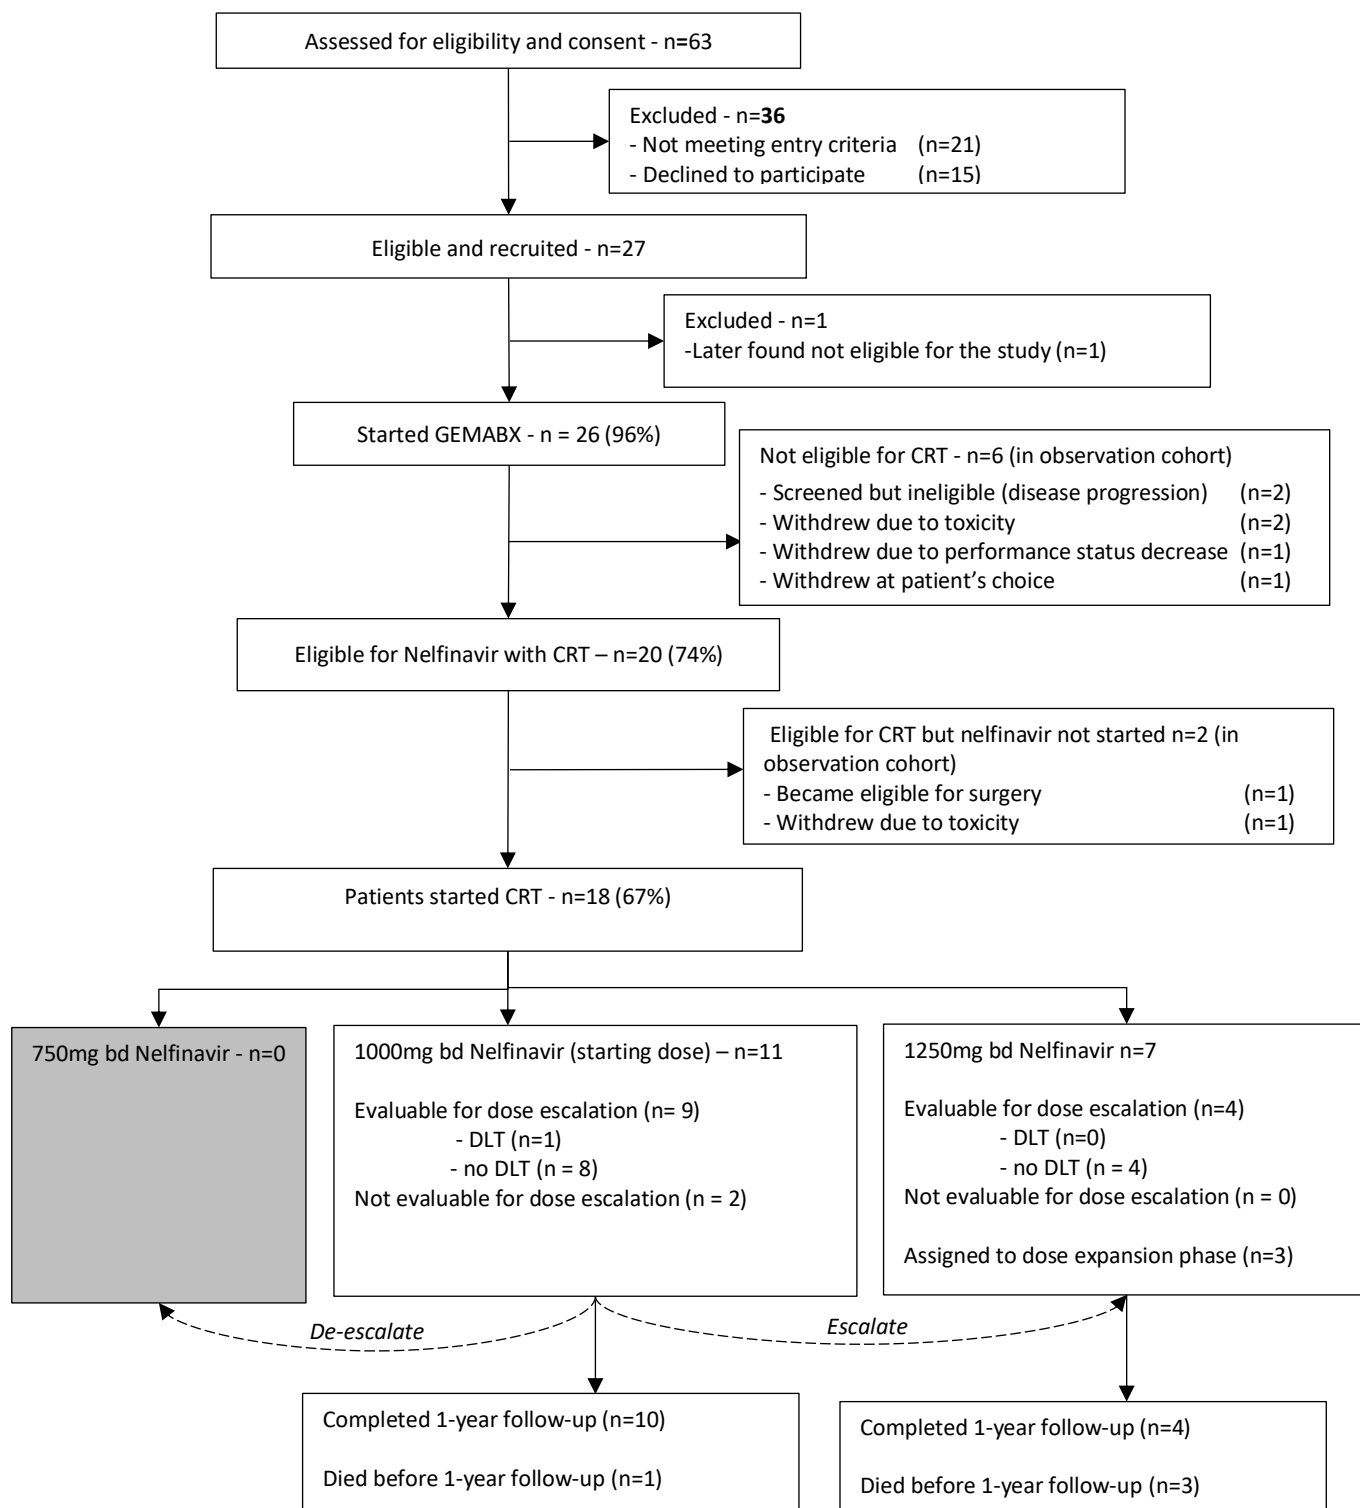 Assessed for eligibility and consent - n=63
Excluded - n=36
- Not meeting entry criteria (n=21)
- Declined to participate (n=15)
Eligible and recruited - n=27
Excluded - n=1
-Later found not eligible for the study (n=1)
Started GEMABX - n = 26 (96%)
Not eligible for CRT - n=6 (in observation cohort)
- Screened but ineligible (disease progression) (n=2)
- Withdrew due to toxicity (n=2)
- Withdrew due to performance status decrease (n=1)
- Withdrew at patient’s choice (n=1)
Eligible for Nelfinavir with CRT – n=20 (74%)
Eligible for CRT but nelfinavir not started n=2 (in
observation cohort)
- Became eligible for surgery (n=1)
- Withdrew due to toxicity (n=1)
Patients started CRT - n=18 (67%)
750mg bd Nelfinavir - n=0
1000mg bd Nelfinavir (starting dose) – n=11
Evaluable for dose escalation (n= 9)
- DLT (n=1)
- no DLT (n = 8)
Not evaluable for dose escalation (n = 2)
1250mg bd Nelfinavir n=7
Evaluable for dose escalation (n=4)
- DLT (n=0)
- no DLT (n = 4)
Not evaluable for dose escalation (n = 0)
Assigned to dose expansion phase (n=3)
De-escalate
Escalate
Completed 1-year follow-up (n=10)
Died before 1-year follow-up (n=1)
Completed 1-year follow-up (n=4)
Died before 1-year follow-up (n=3)